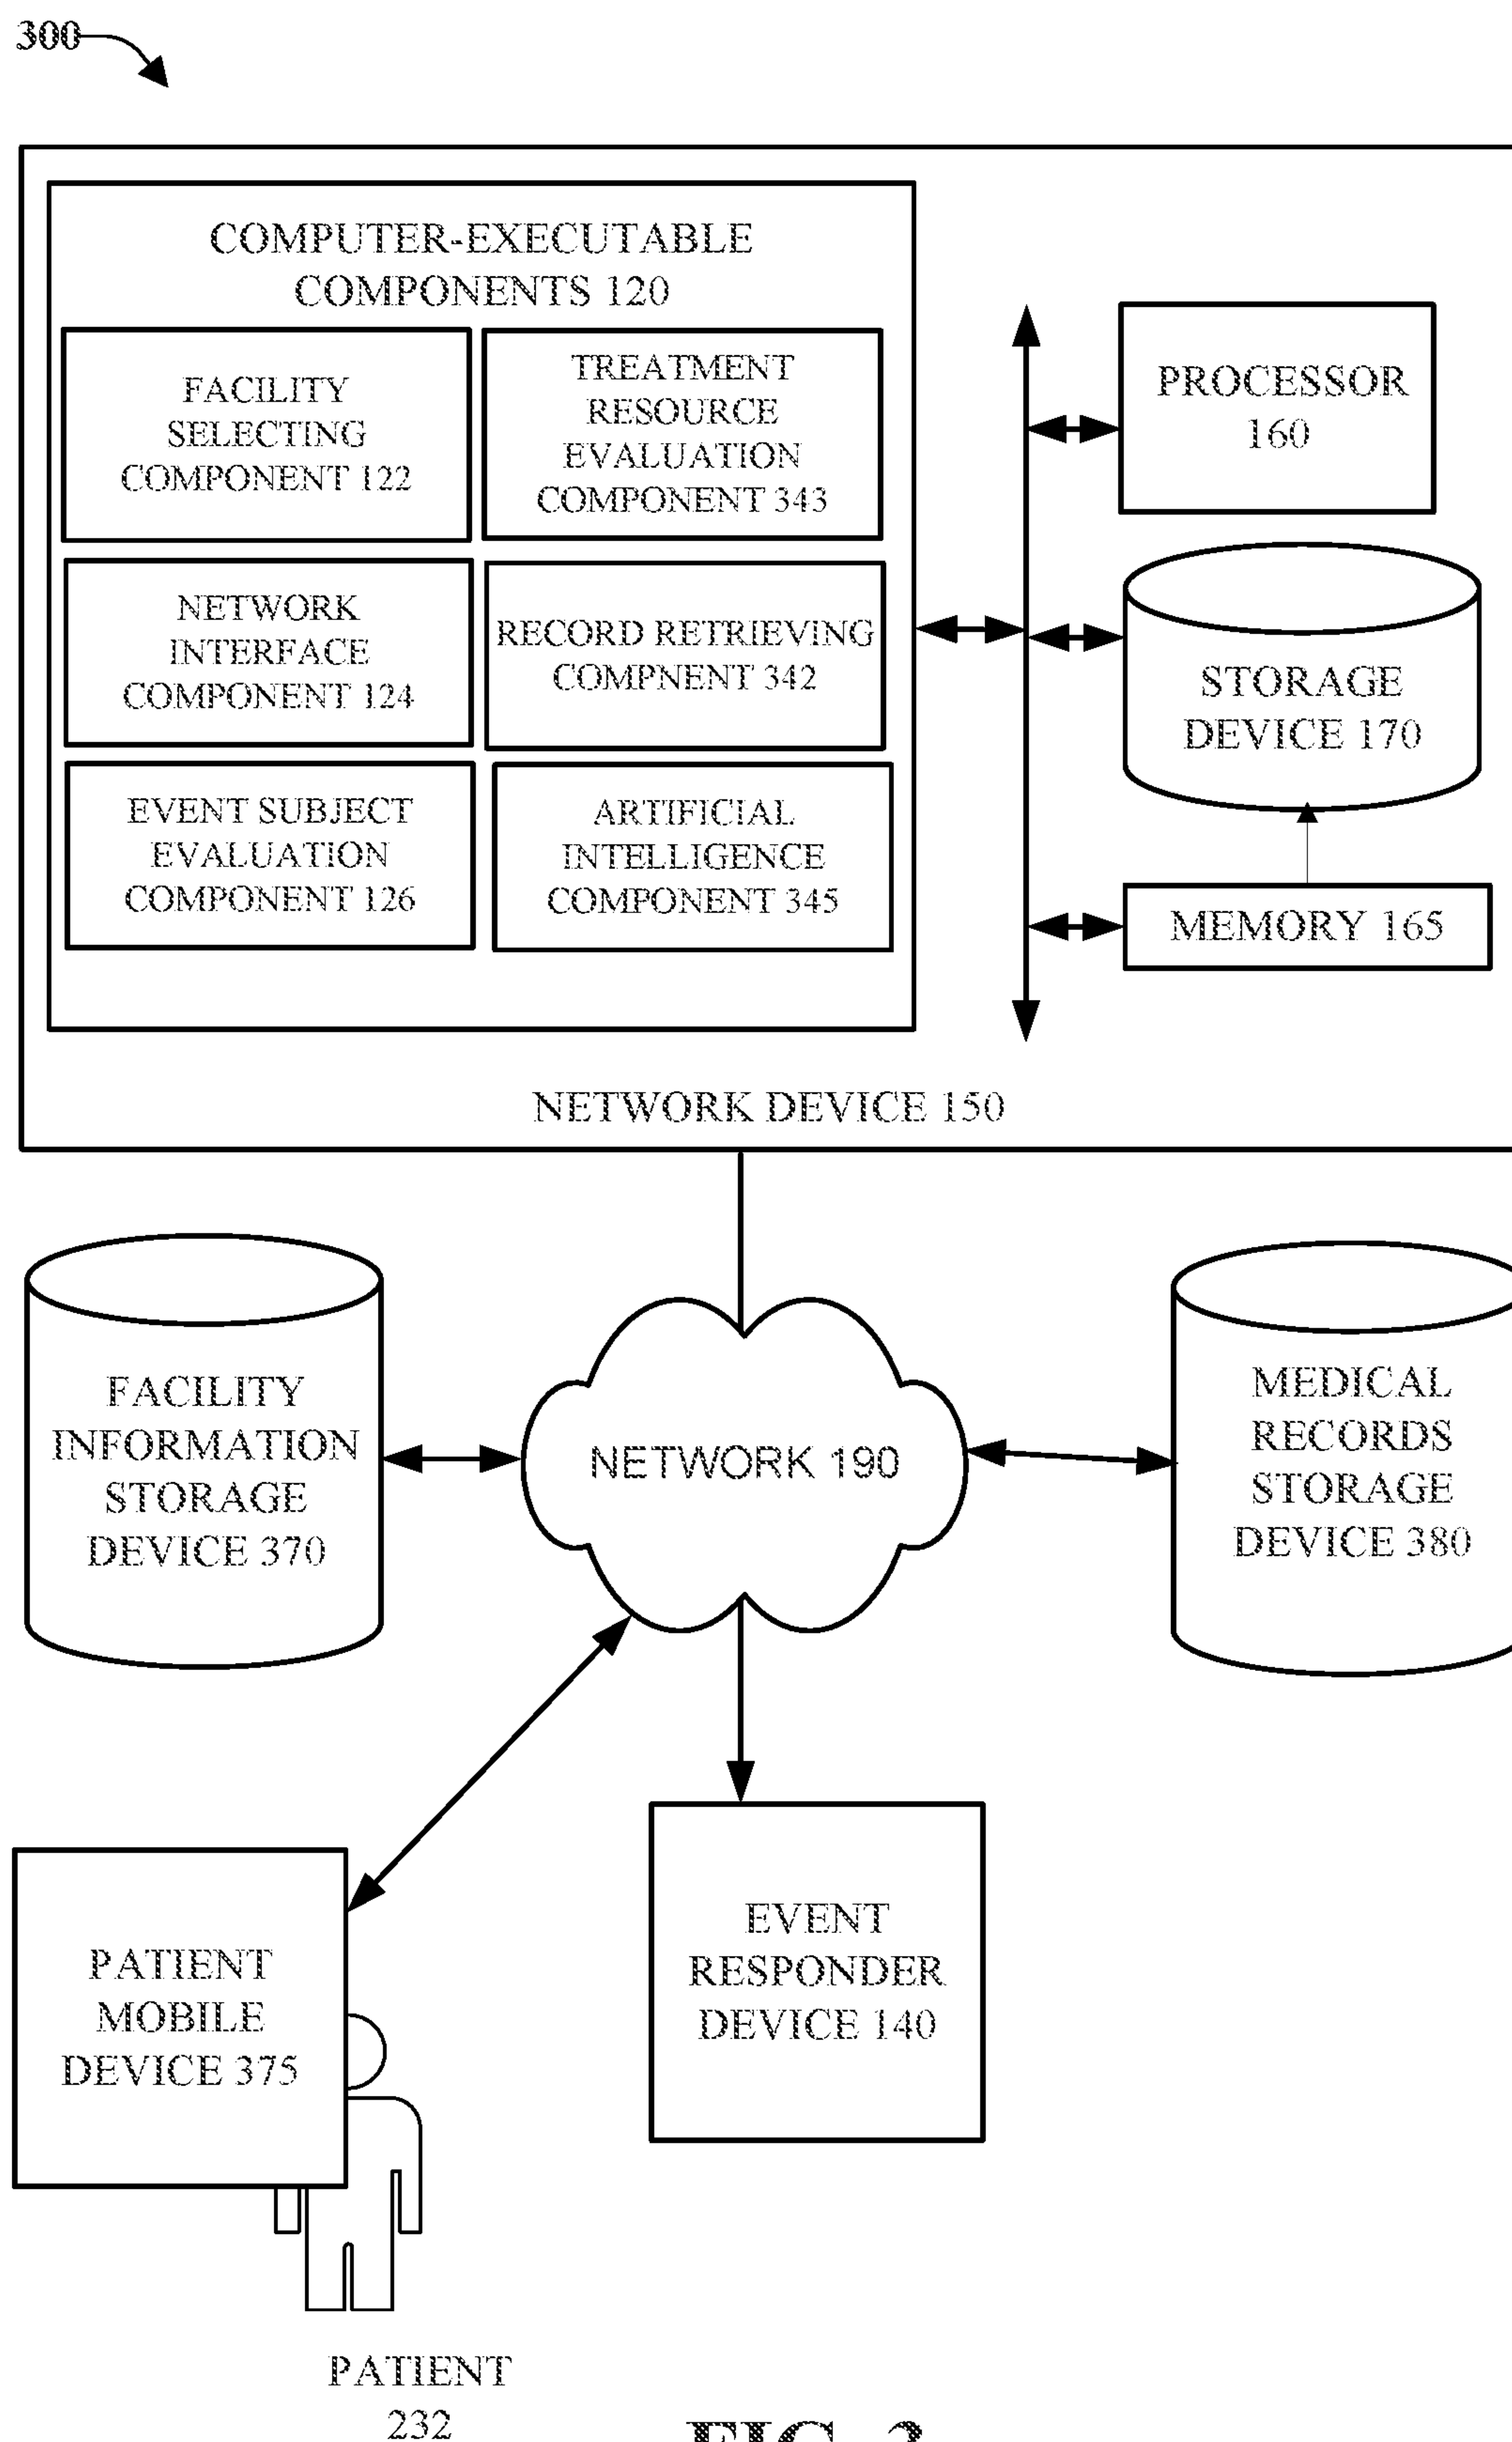 300
COMPUTER-EXECUTABLE
COMPONENTS 120
FACILITY
SELECTING
COMPONENT 122
TREATMENT
RESOURCE
EVALUATION
COMPONENT 343
NETWORK
INTERFACE
COMPONENT 124
RECORD RETRIEVING
COMPNENT 342
EVENT SUBJECT
EVALUATION
COMPONENT 126
ARTIFICIAL
INTELLIGENCE
COMPONENT 345
PROCESSOR
160
STORAGE
DEVICE 170
MEMORY 165
NETWORK DEVICE 150
FACILITY
INFORMATION
STORAGE
DEVICE 370
NETWORK 190
MEDICAL
RECORDS
STORAGE
DEVICE 380
PATIENT
MOBILE
DEVICE 375
EVENT
RESPONDER
DEVICE 140
PATIENT
232
FIG. 3